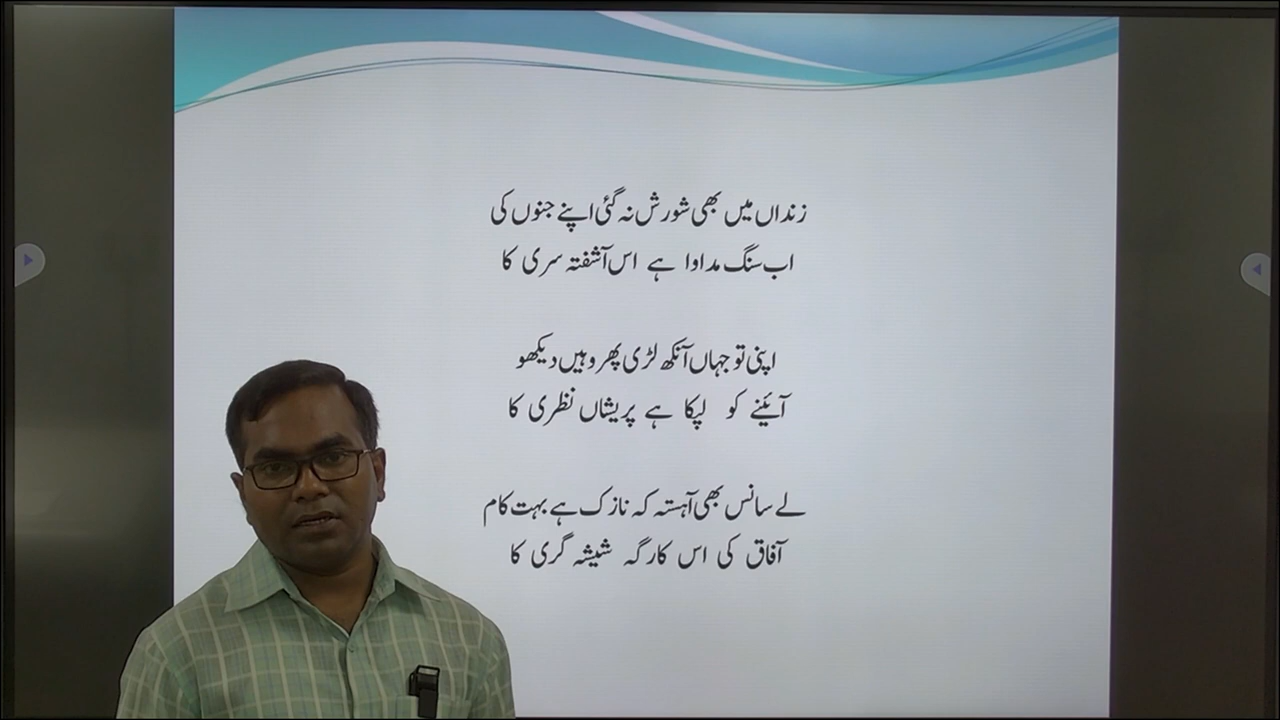 زنداں میں بھی شورش نہ گئی اپنے جنوں کی
اب سنگ مداوا ہے اس آشفتہ سری کا
اپنی تو جہاں آنکھ لڑی پھر وہیں دیکھو
آئینے کو لپکا ہے پریشاں نظری کا
لے سانس بھی آہستہ کہ نازک ہے بہت کام
آفاق کی اس کارگہ شیشہ گری کا